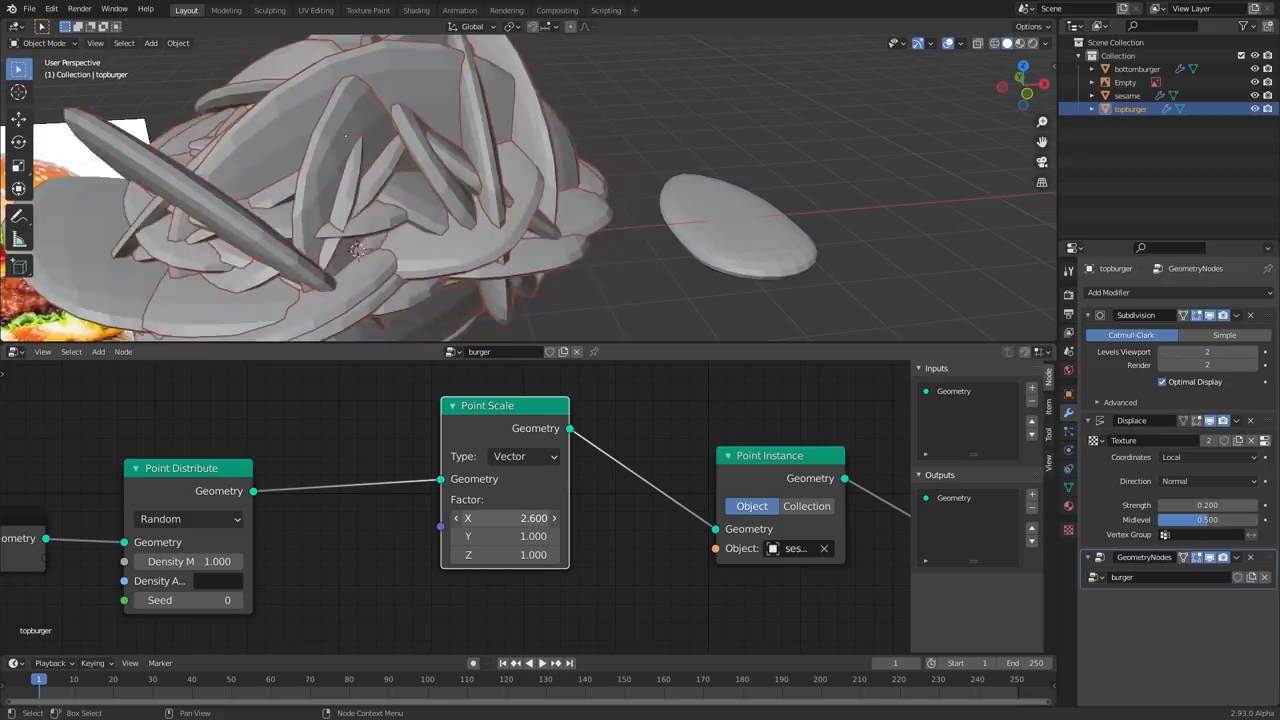 File Edit Render Window Help Layout Modeling Sculpting UV Editing Texture Paint Shading Animation Rendering Compositing Scripting + Scene View Layer
Global Options
Object Mode View Select Add Object
User Perspective
(1) Collection | topburger
Z
Y
X
Scene Collection
Collection
bottomburger
Empty
sesame
topburger
topburger GeometryNodes
Add Modifier
Subdivision
Catmull-Clark Simple
Levels Viewport 2
Render 2
Optimal Display
Advanced
Displace
Texture 2
Coordinates Local
Direction Normal
Strength 0.200
Midlevel 0.500
Vertex Group
GeometryNodes
burger
View Select Add Node burger
Point Distribute
Geometry
Random
Geometry
Density M 1.000
Density A...
Seed 0
ometry
Point Scale
Geometry
Type: Vector
Geometry
Factor:
X 2.600
Y 1.000
Z 1.000
Point Instance
Geometry
Object Collection
Geometry
Object: ses...
Inputs
Geometry
Outputs
Geometry
Node
Item
Tool
View
topburger
Playback Keying View Marker 1 Start 1 End 250
1 10 20 30 40 50 60 70 80 90 100 110 120 130 140 150 160 170 180 190 200 210 220 230 240 250
Select Box Select Pan View Node Context Menu 2.93.0 Alpha